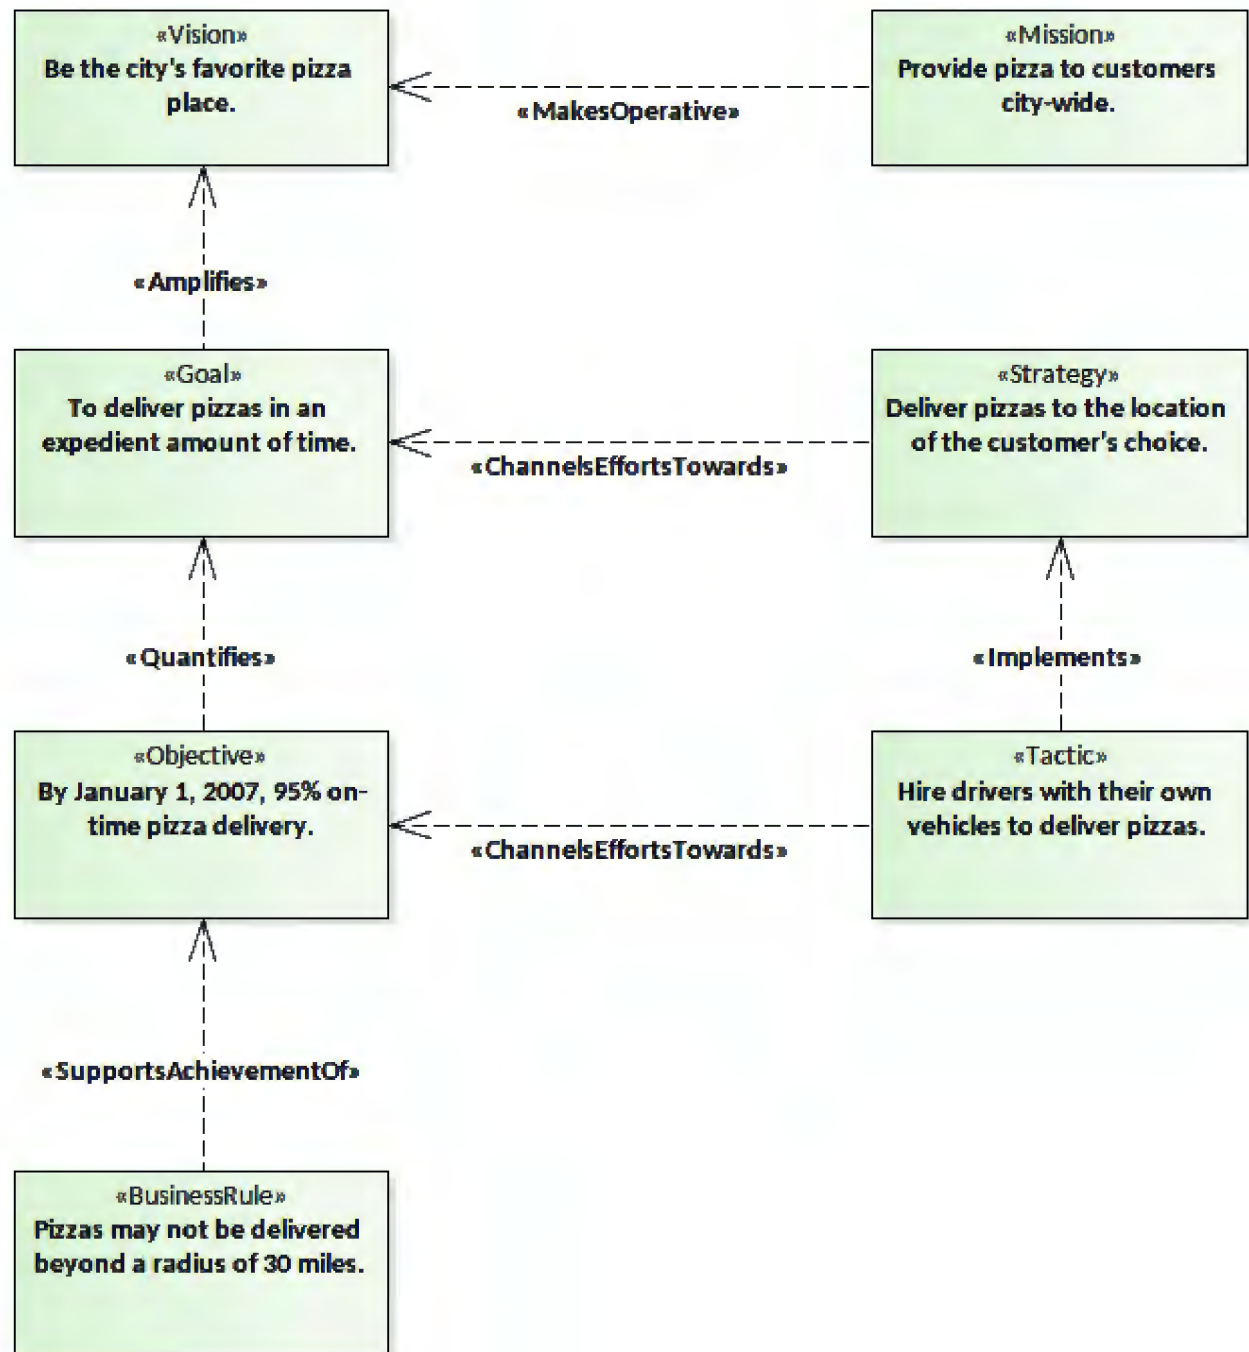 «Vision»
Be the city's favorite pizza
place.
«Mission»
Provide pizza to customers
city-wide.
«MakesOperative»
«Amplifies»
«Goal»
To deliver pizzas in an
expedient amount of time.
«Strategy»
Deliver pizzas to the location
of the customer's choice.
«ChannelsEffortsTowards»
«Quantifies»
«Implements»
«Objective»
By January 1, 2007, 95% on-
time pizza delivery.
«Tactic»
Hire drivers with their own
vehicles to deliver pizzas.
«ChannelsEffortsTowards»
«SupportsAchievementOf»
«BusinessRule»
Pizzas may not be delivered
beyond a radius of 30 miles.